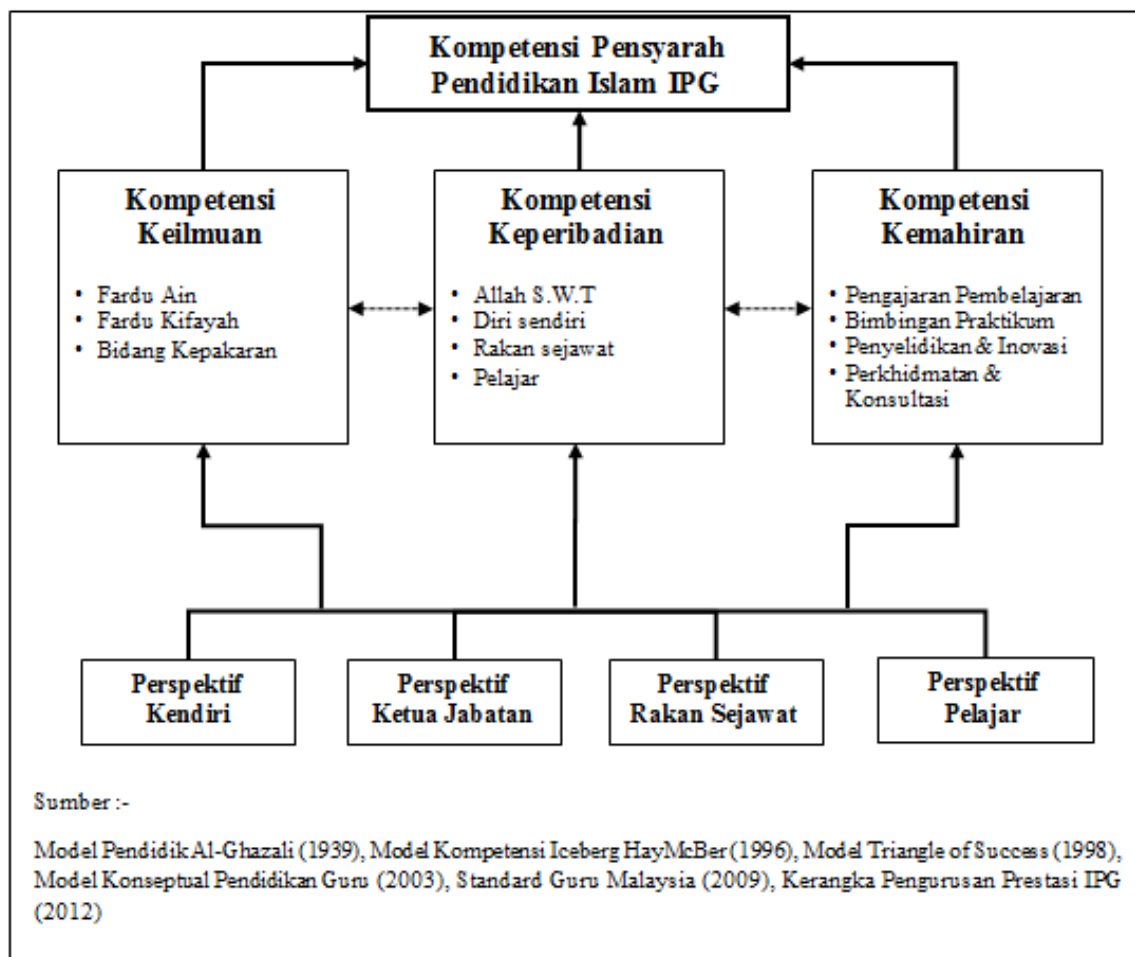 Kompetensi Pensyarah
Pendidikan Islam IPG
Kompetensi
Keilmuan
• Fardu Ain
• Fardu Kifayah
• Bidang Kepakaran
Kompetensi
Keperibadian
• Allah S.W.T
• Diri sendiri
• Rakan sejawat
• Pelajar
Kompetensi
Kemahiran
• Pengajaran Pembelajaran
• Bimbingan Praktikum
• Penyelidikan & Inovasi
• Perkhidmatan &
Konsultasi
Perspektif
Kendiri
Perspektif
Ketua Jabatan
Perspektif
Rakan Sejawat
Perspektif
Pelajar
Sumber :-
Model Pendidik Al-Ghazali (1939), Model Kompetensi Iceberg HayMcBer (1996), Model Triangle of Success (1998),
Model Konseptual Pendidikan Guru (2003), Standard Guru Malaysia (2009), Kerangka Pengurusan Prestasi IPG
(2012)